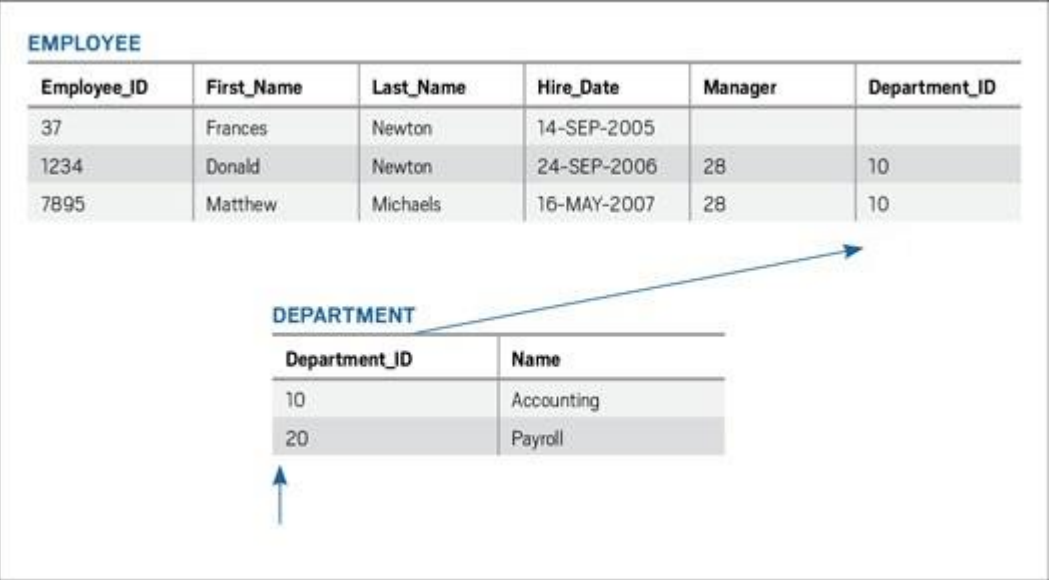 EMPLOYEE
Employee_ID First_Name Last_Name Hire_Date Manager Department_ID
37 Frances Newton 14-SEP-2005
1234 Donald Newton 24-SEP-2006 28 10
7895 Matthew Michaels 16-MAY-2007 28 10
DEPARTMENT
Department_ID Name
10 Accounting
20 Payroll